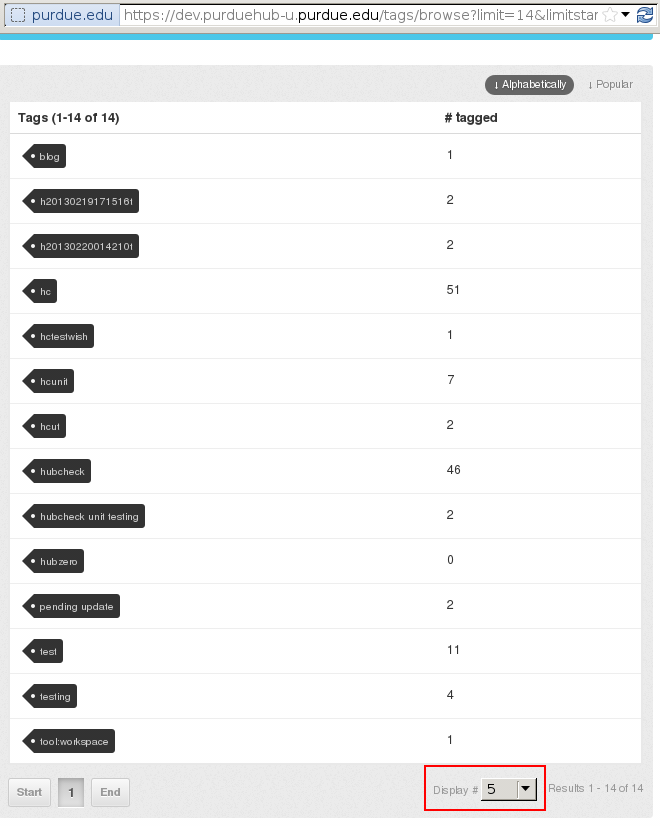 purdue.edu https://dev.purduehub-u.purdue.edu/tags/browse?limit=14&limitstar
↓ Alphabetically ↓ Popular
Tags (1-14 of 14) # tagged
blog 1
h20130219171516t 2
h20130220014210t 2
hc 51
hctestwish 1
hcunit 7
hcut 2
hubcheck 46
hubcheck unit testing 2
hubzero 0
pending update 2
test 11
testing 4
tool:workspace 1
Start 1 End Display # 5 Results 1 - 14 of 14